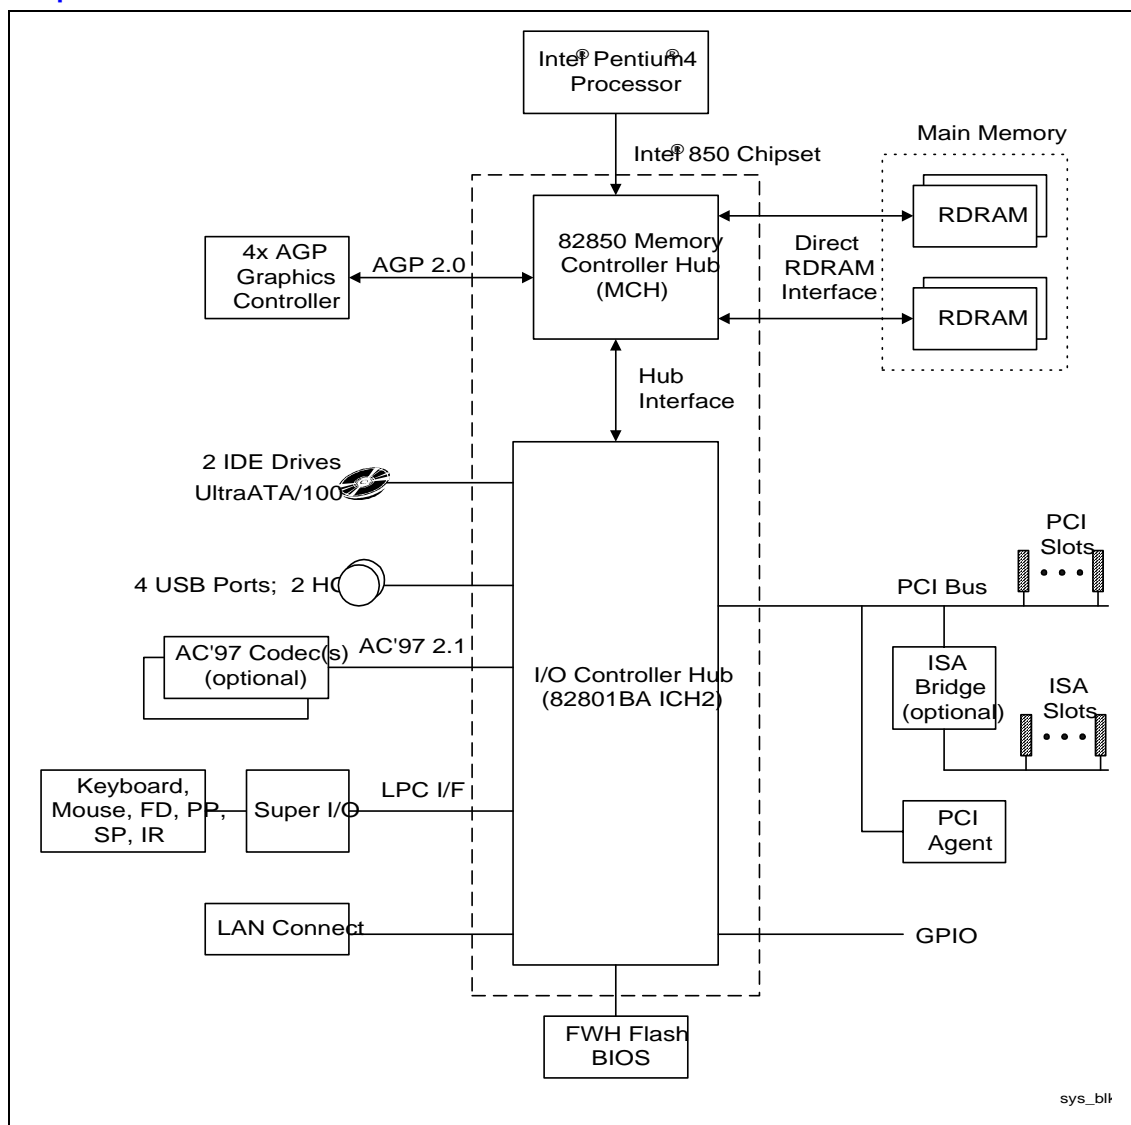 Intel® Pentium® 4
Processor
Intel® 850 Chipset
Main Memory
RDRAM
82850 Memory
Controller Hub
(MCH)
Direct
RDRAM
Interface
4x AGP
Graphics
Controller
AGP 2.0
RDRAM
Hub
Interface
2 IDE Drives
UltraATA/100
PCI
Slots
4 USB Ports; 2 HC
PCI Bus
AC'97 Codec(s)
(optional)
AC'97 2.1
I/O Controller Hub
(82801BA ICH2)
ISA
Bridge
(optional)
ISA
Slots
Keyboard,
Mouse, FD, PP,
SP, IR
Super I/O
LPC I/F
PCI
Agent
LAN Connect
GPIO
FWH Flash
BIOS